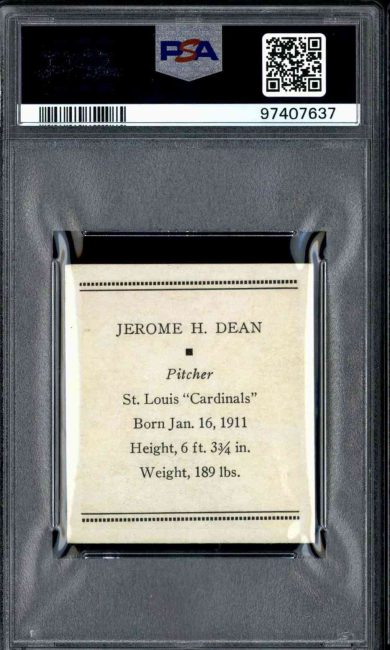 PSA
97407637
JEROME H. DEAN
Pitcher
St. Louis "Cardinals"
Born Jan. 16, 1911
Height, 6 ft. 3¾ in.
Weight, 189 lbs.